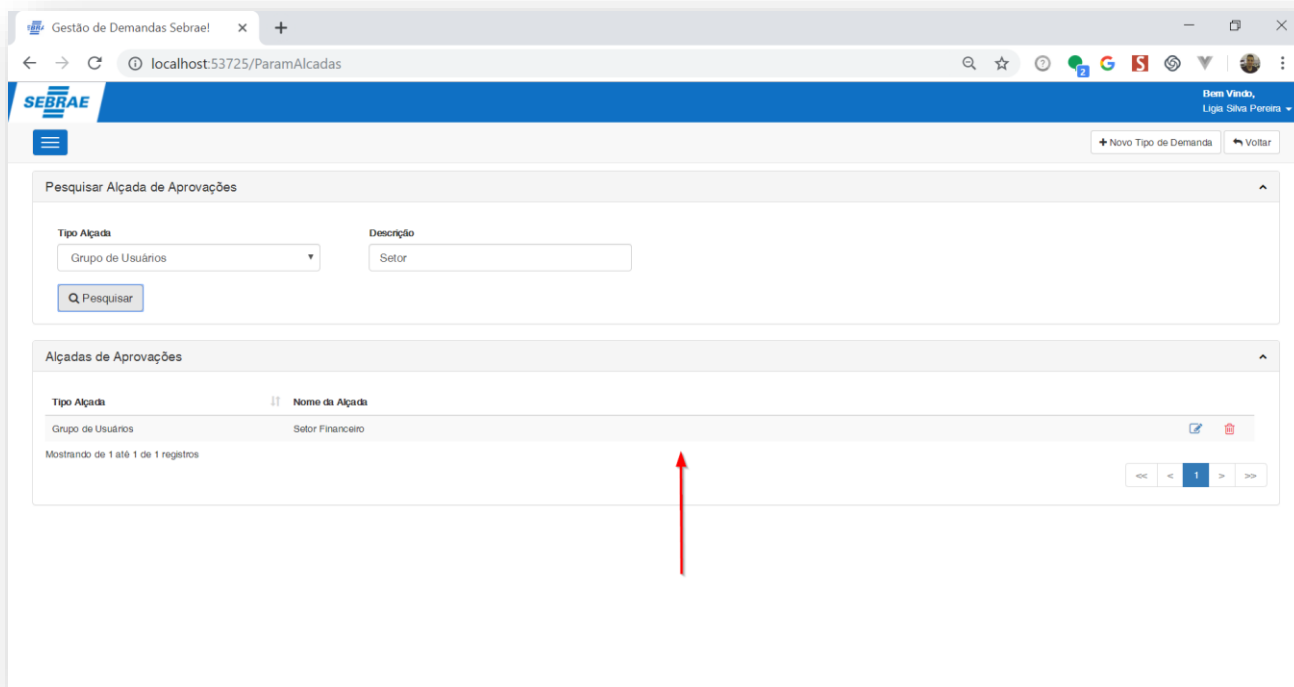 Gestão de Demandas Sebrae!
localhost:53725/ParamAlcadas
2
G
S
SEBRAE
Bem Vindo,
Ligia Silva Pereira
+ Novo Tipo de Demanda
Voltar
Pesquisar Alçada de Aprovações
Tipo Alçada
Descrição
Grupo de Usuários
Setor
Pesquisar
Alçadas de Aprovações
Tipo Alçada
Nome da Alçada
Grupo de Usuários
Setor Financeiro
Mostrando de 1 até 1 de 1 registros
<< < 1 > >>